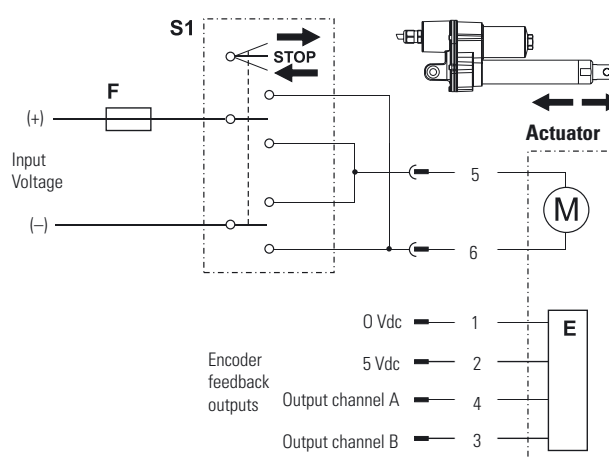 S1
STOP
F
(+)
Input
Voltage
(–)
Actuator
5
M
6
0 Vdc
1
E
Encoder
feedback
outputs
5 Vdc
2
Output channel A
4
Output channel B
3